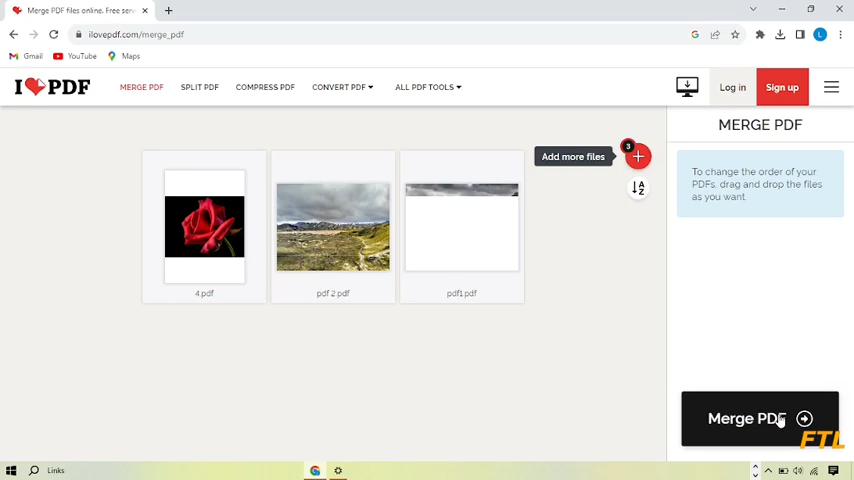 Merge PDF files online. Free serv
ilovepdf.com/merge_pdf
L
Gmail YouTube Maps
I PDF
MERGE PDF SPLIT PDF COMPRESS PDF CONVERT PDF ALL PDF TOOLS
Log in Sign up
MERGE PDF
3
Add more files
A
Z
To change the order of your
PDFs, drag and drop the files
as you want.
4.pdf
pdf 2.pdf
pdf1.pdf
Merge PDF
FTL
Links